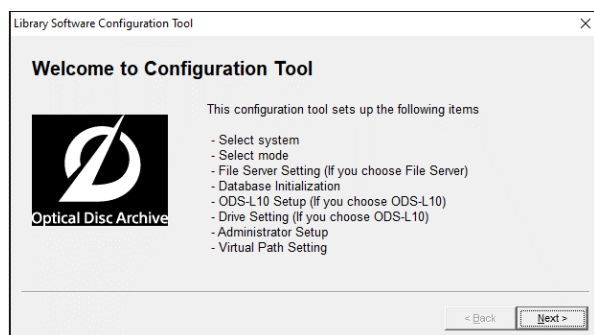 Library Software Configuration Tool
Welcome to Configuration Tool
This configuration tool sets up the following items
- Select system
- Select mode
- File Server Setting (If you choose File Server)
- Database Initialization
- ODS-L10 Setup (If you choose ODS-L10)
- Drive Setting (If you choose ODS-L10)
- Administrator Setup
- Virtual Path Setting
Optical Disc Archive
< Back
Next >